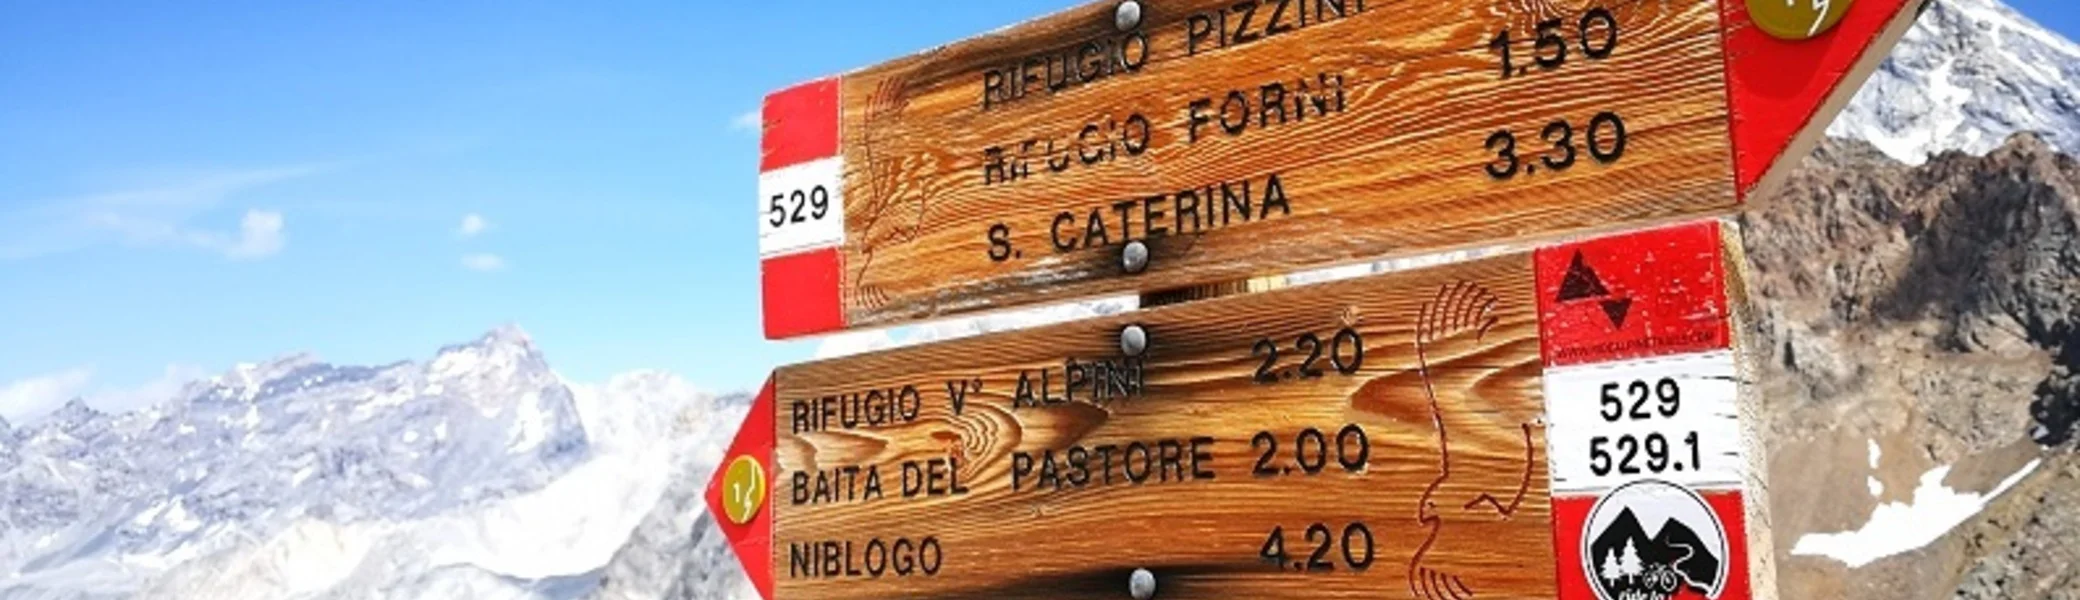 RIFUGIO PIZZINI
RIFUGIO FORNI 1.50
S. CATERINA 3.30
529
RIFUGIO V° ALPINI 2.20
BAITA DEL PASTORE 2.00
NIBLOGO 4.20
529
529.1